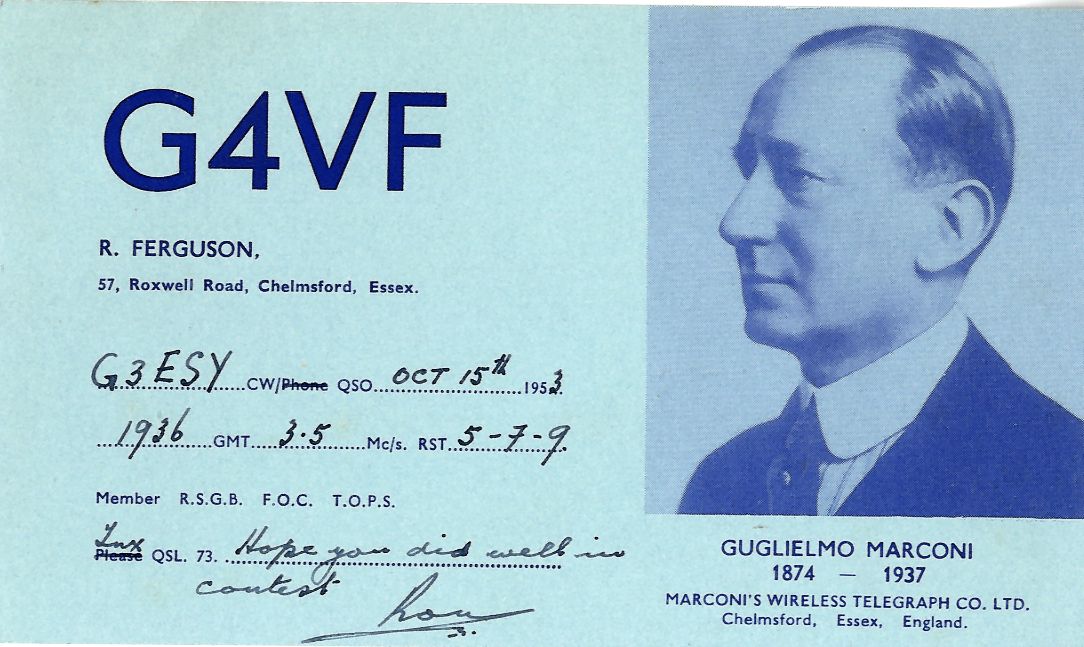 G4VF
R. FERGUSON,
57, Roxwell Road, Chelmsford, Essex.
G3ESY CW/Phone QSO OCT 15th 1953
1936 GMT 3.5 Mc/s. RST 5-7-9
Member R.S.G.B. F.O.C. T.O.P.S.
Tnx
Please QSL. 73. Hope you did well in
contest
GUGLIELMO MARCONI
1874 — 1937
MARCONI'S WIRELESS TELEGRAPH CO. LTD.
Chelmsford, Essex, England.